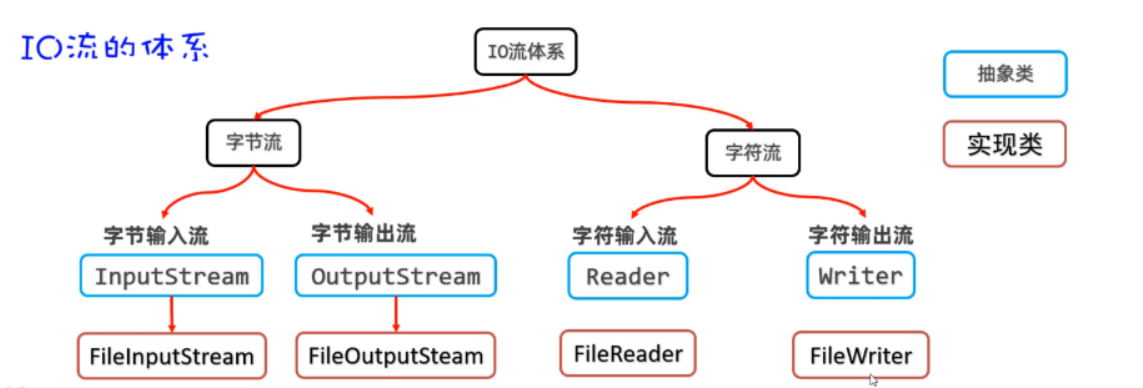 IO流的体系
IO流体系
抽象类
字节流
字符流
实现类
字节输入流
字节输出流
字符输入流
字符输出流
InputStream
OutputStream
Reader
Writer
FileInputStream
FileOutputSteam
FileReader
FileWriter